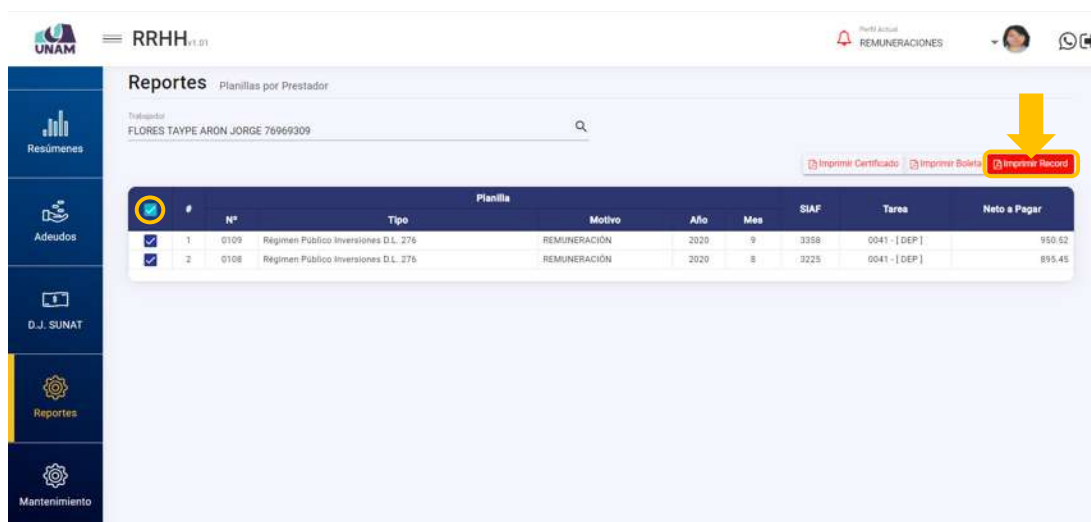 UNAM
RRHH v1.01
Perfil Actual
REMUNERACIONES
Reportes Planillas por Prestador
Trabajador
FLORES TAYPE ARON JORGE 76969309
Imprimir Certificado Imprimir Boleta Imprimir Record
# Planilla SIAF Tarea Neto a Pagar
Nº Tipo Motivo Año Mes
1 0109 Régimen Público Inversiones D.L. 276 REMUNERACIÓN 2020 9 3358 0041 - [ DEP ] 950.52
2 0108 Régimen Público Inversiones D.L. 276 REMUNERACIÓN 2020 8 3225 0041 - [ DEP ] 895.45
Resúmenes
Adeudos
D.J. SUNAT
Reportes
Mantenimiento